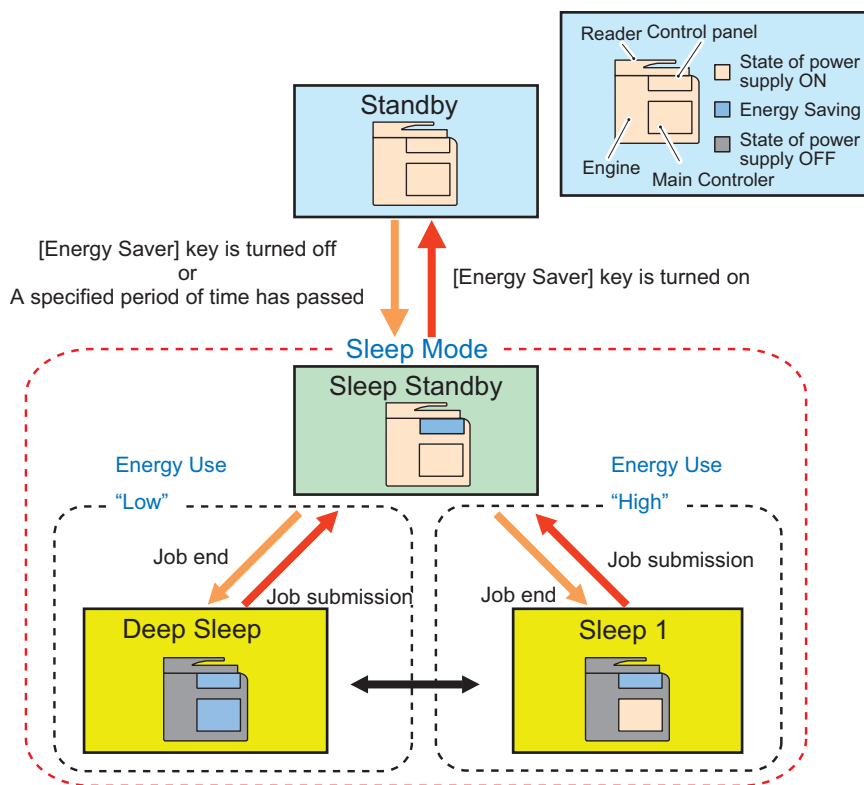 Reader Control panel
State of power
supply ON
Energy Saving
State of power
supply OFF
Engine
Main Controler
Standby
[Energy Saver] key is turned off
or
A specified period of time has passed
[Energy Saver] key is turned on
Sleep Mode
Sleep Standby
Energy Use
“Low”
Energy Use
“High”
Job end
Job submission
Job submission
Job end
Deep Sleep
Sleep 1